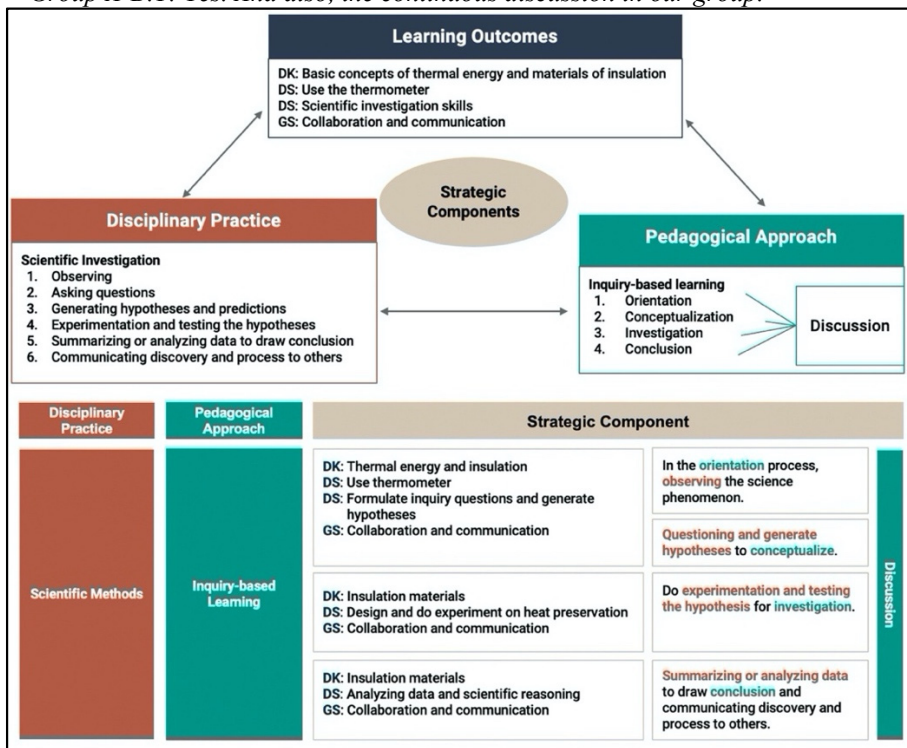 Group A-B.1: Yes. And also, the continuous discussion in our group.
Learning Outcomes
DK: Basic concepts of thermal energy and materials of insulation
DS: Use the thermometer
DS: Scientific investigation skills
GS: Collaboration and communication
Strategic
Components
Disciplinary Practice
Scientific Investigation
1. Observing
2. Asking questions
3. Generating hypotheses and predictions
4. Experimentation and testing the hypotheses
5. Summarizing or analyzing data to draw conclusion
6. Communicating discovery and process to others
Pedagogical Approach
Inquiry-based learning
1. Orientation
2. Conceptualization
3. Investigation
4. Conclusion
Discussion
Disciplinary
Practice
Pedagogical
Approach
Strategic Component
Scientific Methods
Inquiry-based
Learning
DK: Thermal energy and insulation
DS: Use thermometer
DS: Formulate inquiry questions and generate
hypotheses
GS: Collaboration and communication
In the orientation process,
observing the science
phenomenon.
Questioning and generate
hypotheses to conceptualize.
DK: Insulation materials
DS: Design and do experiment on heat preservation
GS: Collaboration and communication
Do experimentation and testing
the hypothesis for investigation.
DK: Insulation materials
DS: Analyzing data and scientific reasoning
GS: Collaboration and communication
Summarizing or analyzing data
to draw conclusion and
communicating discovery and
process to others.
Discussion